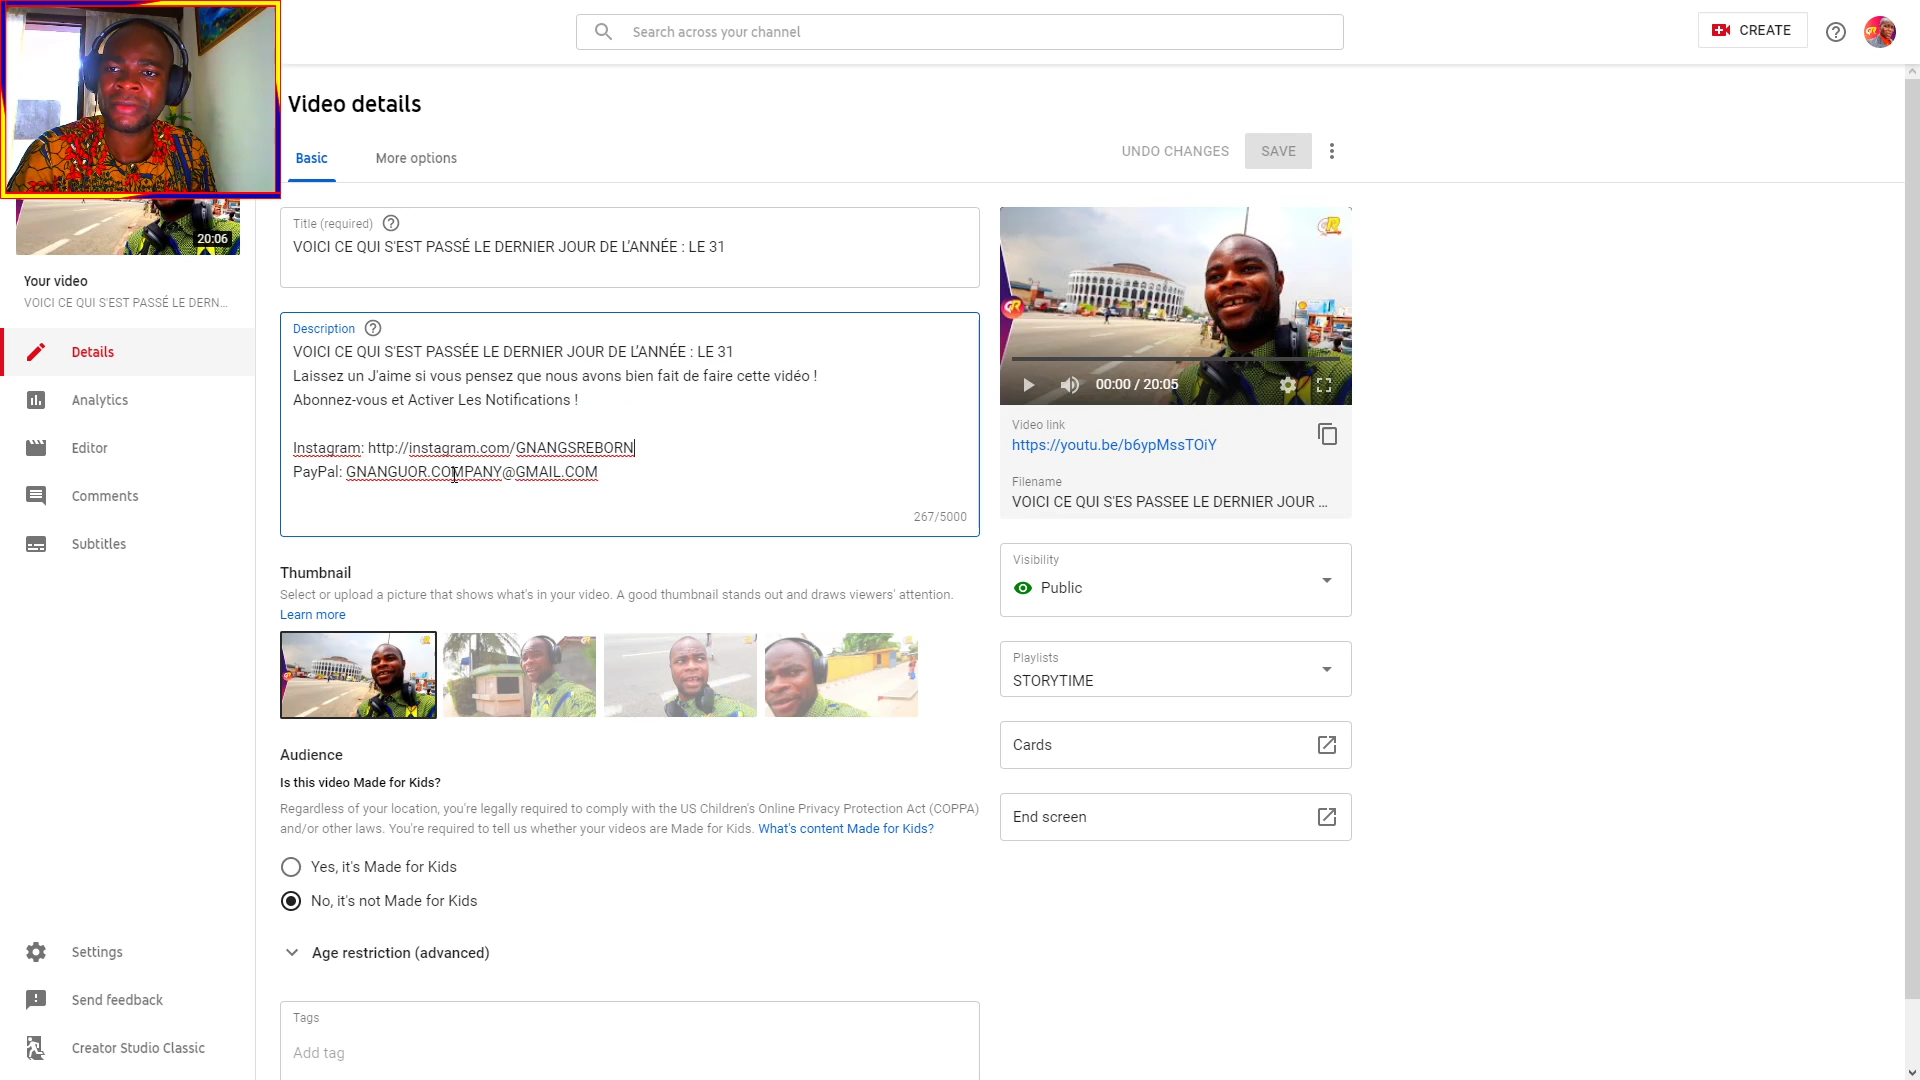 Search across your channel
CREATE
Video details
Basic
More options
UNDO CHANGES
SAVE
20:06
Your video
VOICI CE QUI S'EST PASSÉ LE DERN...
Details
Analytics
Editor
Comments
Subtitles
Settings
Send feedback
Creator Studio Classic
Title (required)
VOICI CE QUI S'EST PASSÉ LE DERNIER JOUR DE L'ANNÉE : LE 31
Description
VOICI CE QUI S'EST PASSÉE LE DERNIER JOUR DE L'ANNÉE : LE 31
Laissez un J'aime si vous pensez que nous avons bien fait de faire cette vidéo !
Abonnez-vous et Activer Les Notifications !
Instagram: http://instagram.com/GNANGSREBORN
PayPal: GNANGUOR.COMPANY@GMAIL.COM
267/5000
Thumbnail
Select or upload a picture that shows what's in your video. A good thumbnail stands out and draws viewers' attention.
Learn more
Audience
Is this video Made for Kids?
Regardless of your location, you're legally required to comply with the US Children's Online Privacy Protection Act (COPPA)
and/or other laws. You're required to tell us whether your videos are Made for Kids. What's content Made for Kids?
Yes, it's Made for Kids
No, it's not Made for Kids
Age restriction (advanced)
Tags
Add tag
00:00 / 20:05
Video link
https://youtu.be/b6ypMssTOiY
Filename
VOICI CE QUI S'ES PASSEE LE DERNIER JOUR ...
Visibility
Public
Playlists
STORYTIME
Cards
End screen